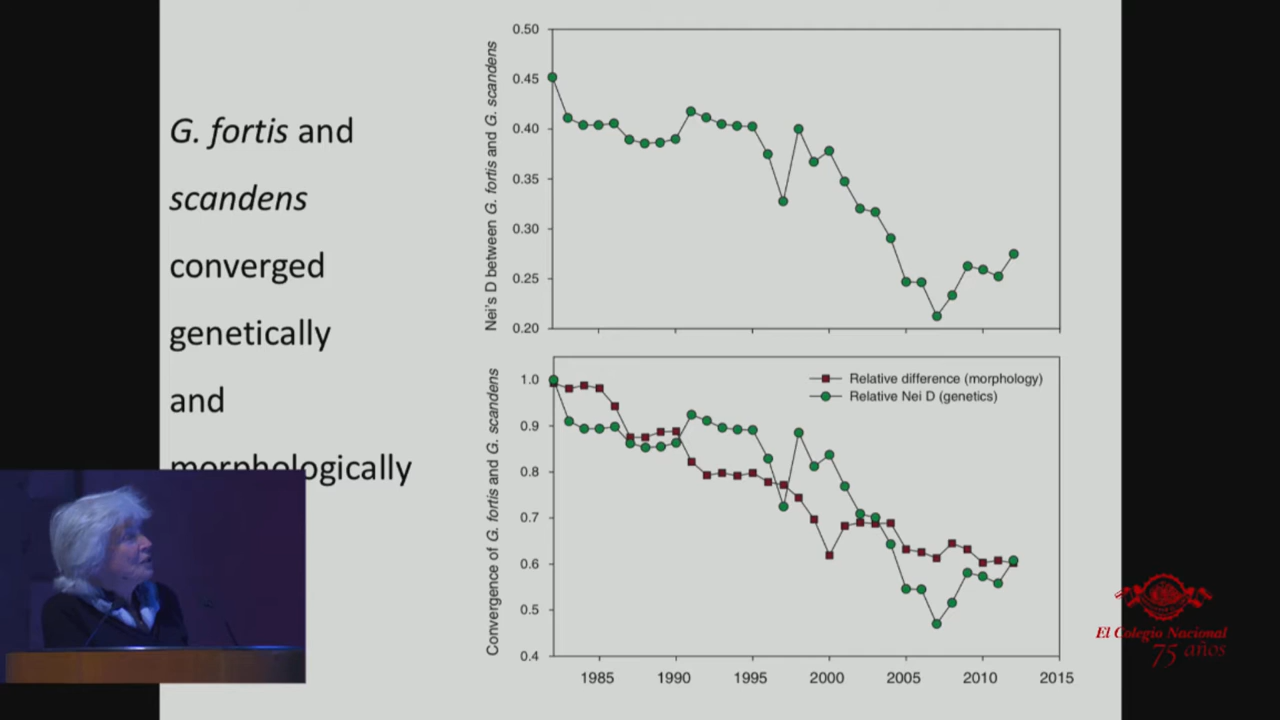 G. fortis and
scandens
converged
genetically
and
morphologically
Nei's D between G. fortis and G. scandens
0.50
0.45
0.40
0.35
0.30
0.25
0.20
Convergence of G. fortis and G. scandens
1.0
0.9
0.8
0.7
0.6
0.5
0.4
Relative difference (morphology)
Relative Nei D (genetics)
1985 1990 1995 2000 2005 2010 2015
El Colegio Nacional
75 años